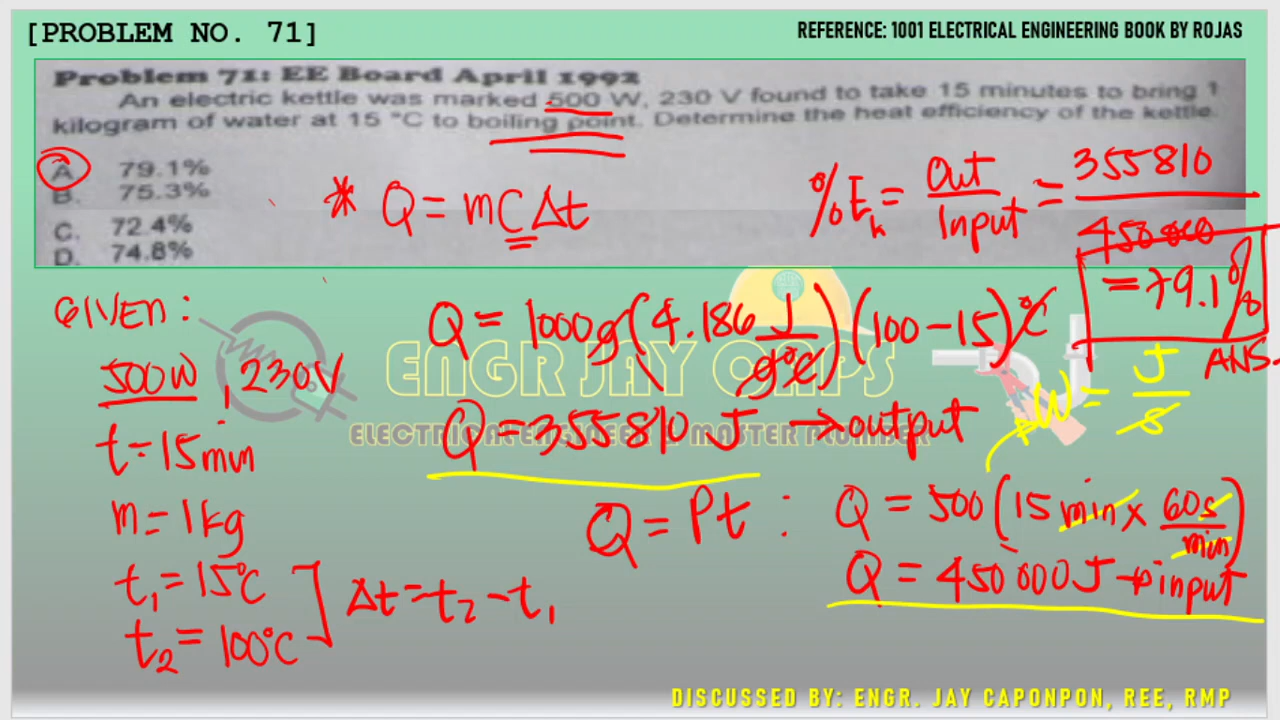 [PROBLEM NO. 71]
REFERENCE: 1001 ELECTRICAL ENGINEERING BOOK BY ROJAS
Problem 71: EE Board April 1992
An electric kettle was marked 500 W, 230 V found to take 15 minutes to bring 1
kilogram of water at 15 °C to boiling point. Determine the heat efficiency of the kettle.
A. 79.1%
B. 75.3%
C. 72.4%
D. 74.8%
* Q = mCΔt
%Eₕ = Out/Input = 355810/450000
= 79.1%
ANS.
GIVEN:
500W, 230V
t = 15min
m = 1kg
t₁ = 15°C
t₂ = 100°C
Δt = t₂ - t₁
Q = 1000g (4.186 J/g°C) (100 - 15)°C
Q = 355810 J → output
W = J/s
Q = Pt : Q = 500 (15 min x 60s/min)
Q = 450000J → input
ENGR JAY CAPS
ELECTRICAL ENGINEER & MASTER PLUMBER
DISCUSSED BY: ENGR. JAY CAPONPON, REE, RMP